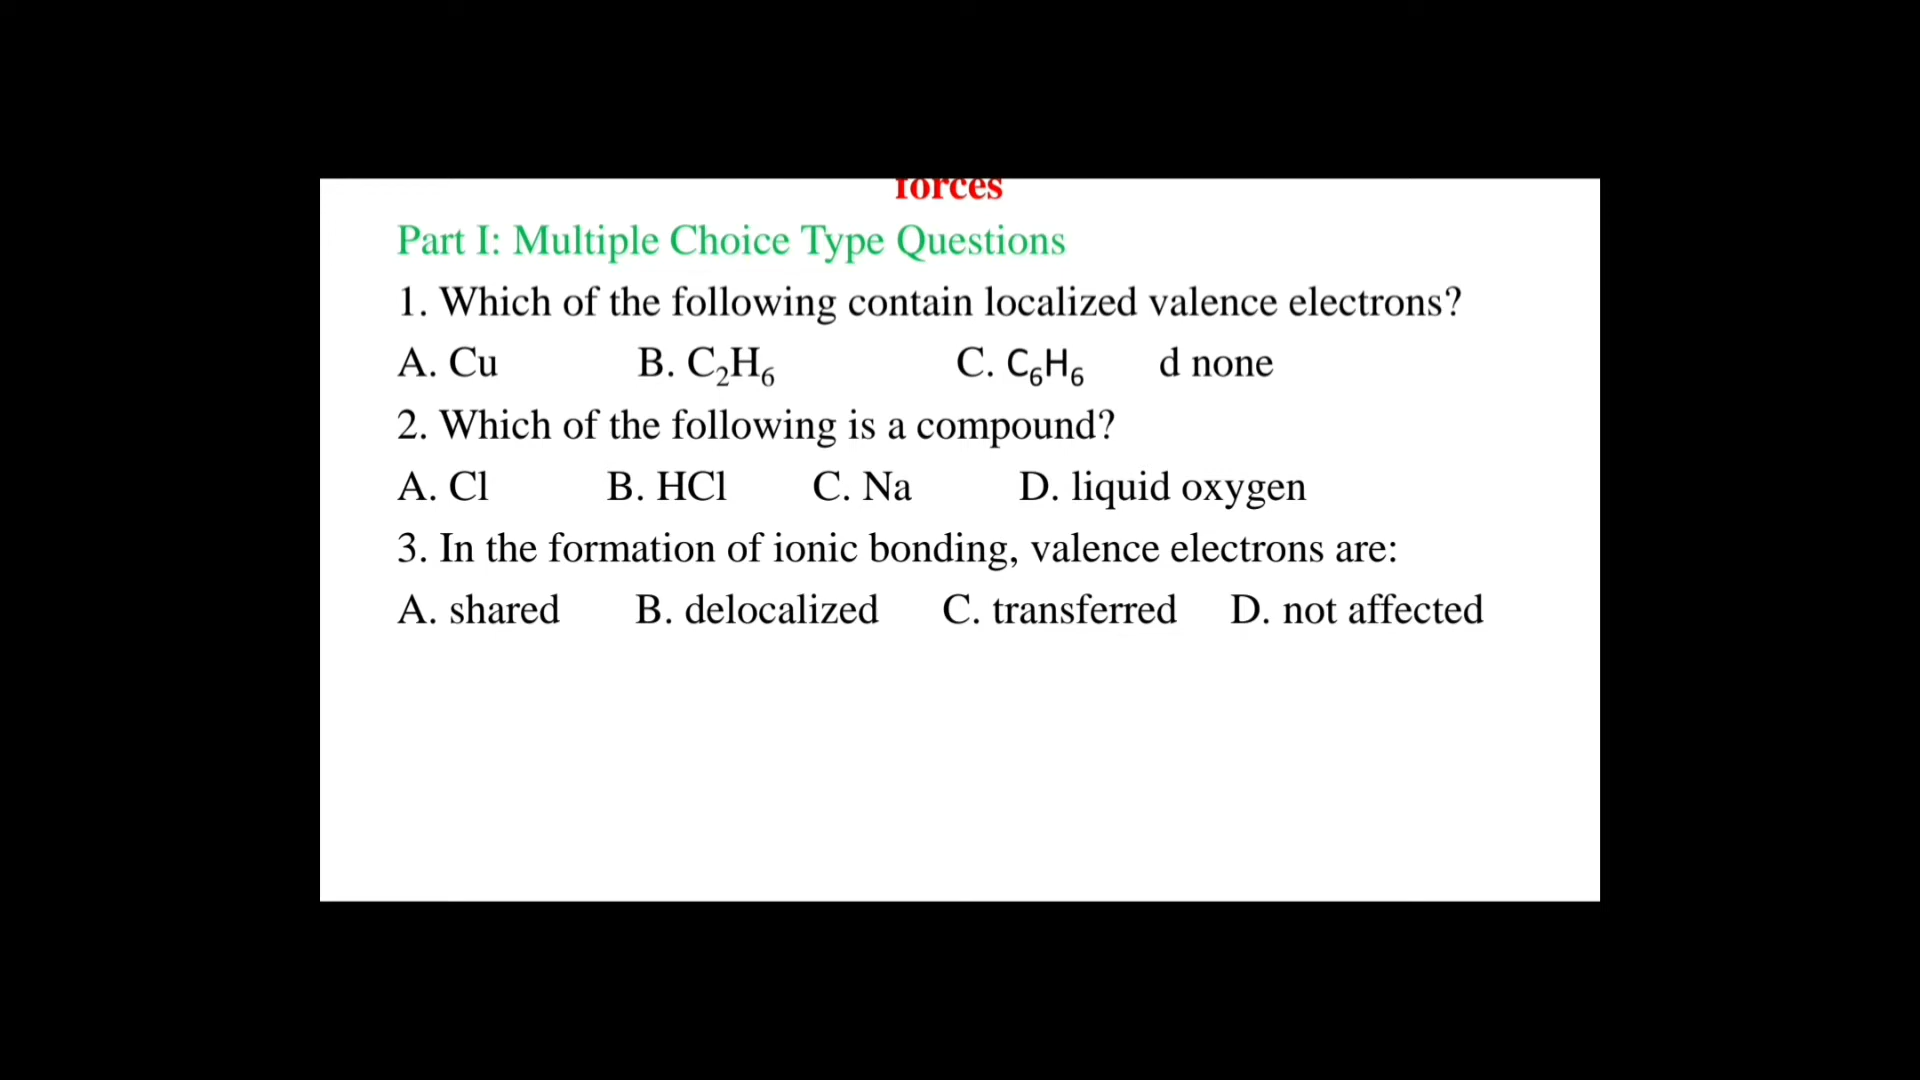 forces
Part I: Multiple Choice Type Questions
1. Which of the following contain localized valence electrons?
A. Cu B. C₂H₆ C. C₆H₆ d none
2. Which of the following is a compound?
A. Cl B. HCl C. Na D. liquid oxygen
3. In the formation of ionic bonding, valence electrons are:
A. shared B. delocalized C. transferred D. not affected